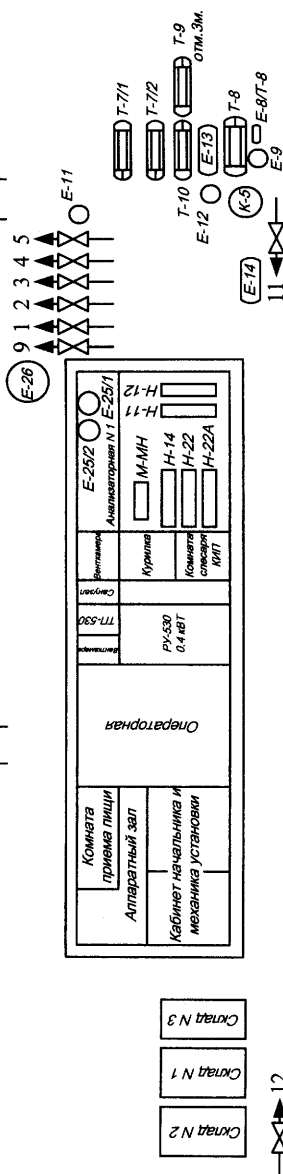 Т-9
отм.3м.
Т-7/1
Т-7/2
Т-10
Е-13
Т-8
Е-8/Т-8
Е-12
К-5
Е-9
Е-11
Е-14
11
9 1 2 3 4 5
Е-26
Е-25/2
Е-25/1
Анализаторная N 1
М-МН
Н-11
Н-12
Н-14
Н-22
Н-22А
Венткамера
Курилка
Комната
слесаря
КИП
Санузел
ТП-530
Венткамера
РУ-530
0,4 кВТ
Операторная
Комната
приема пищи
Аппаратный зал
Кабинет начальника и
механика установки
Склад N 3
Склад N 1
Склад N 2
12